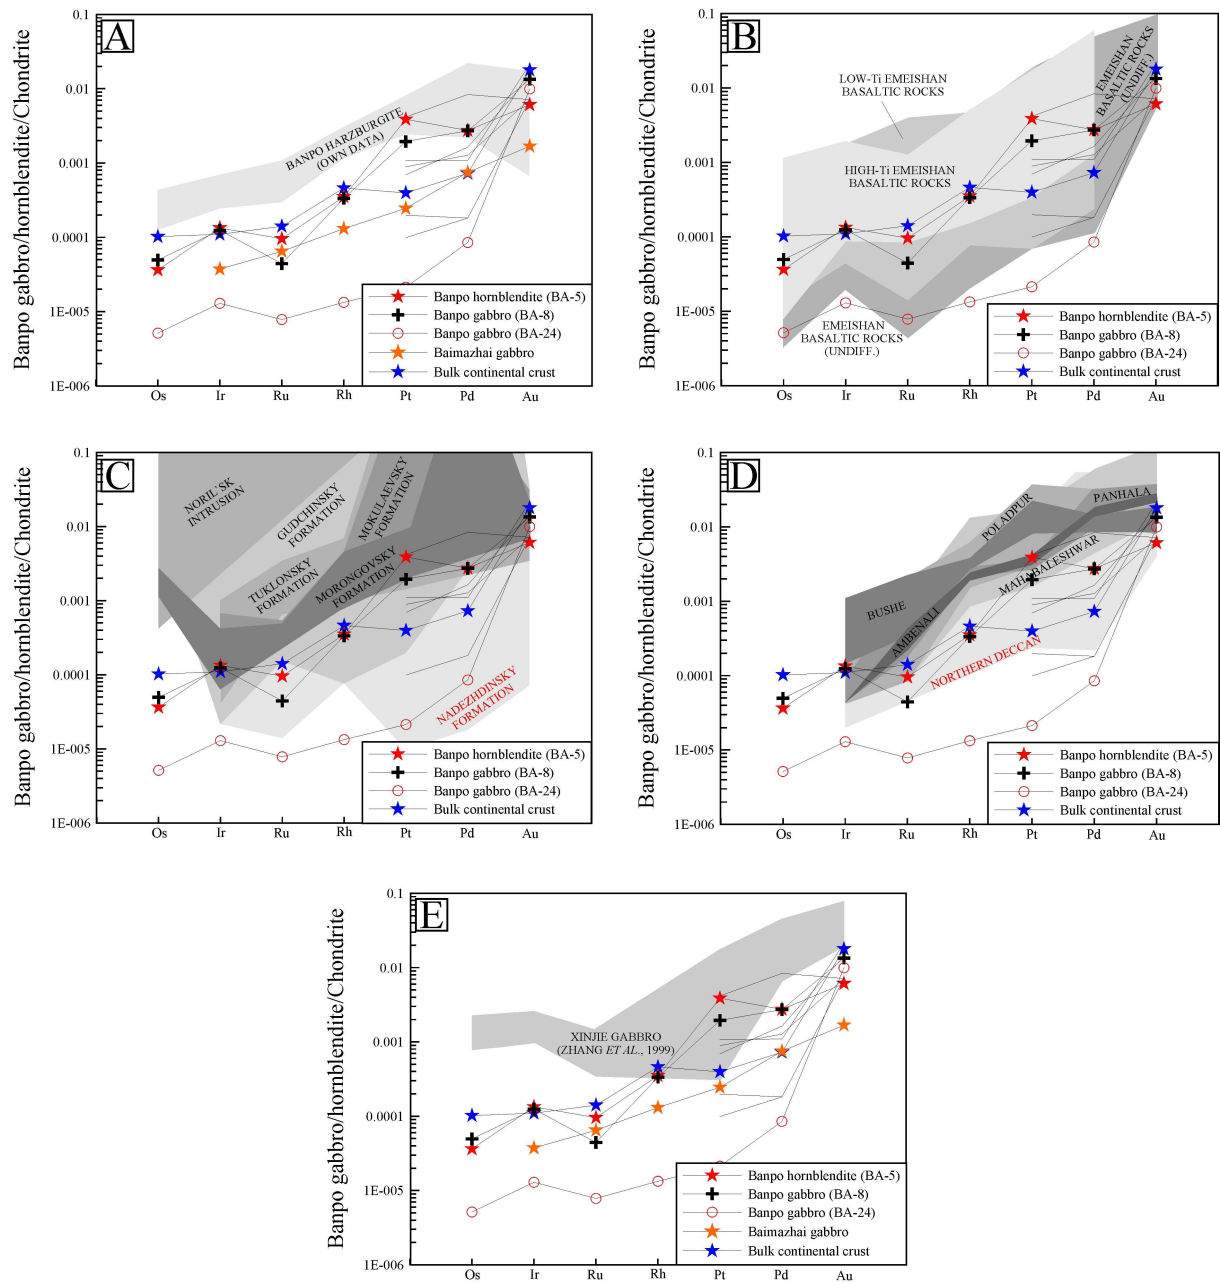 A
Banpo gabbro/hornblendite/Chondrite
0.1
0.01
0.001
0.0001
1E-005
1E-006
BANPO HARZBURGITE
(OWN DATA)
Banpo hornblendite (BA-5)
Banpo gabbro (BA-8)
Banpo gabbro (BA-24)
Baimazhai gabbro
Bulk continental crust
Os Ir Ru Rh Pt Pd Au
B
Banpo gabbro/hornblendite/Chondrite
0.1
0.01
0.001
0.0001
1E-005
1E-006
LOW-Ti EMEISHAN
BASALTIC ROCKS
EMEISHAN
BASALTIC ROCKS
(UNDIFF.)
HIGH-Ti EMEISHAN
BASALTIC ROCKS
EMEISHAN
BASALTIC ROCKS
(UNDIFF.)
Banpo hornblendite (BA-5)
Banpo gabbro (BA-8)
Banpo gabbro (BA-24)
Bulk continental crust
Os Ir Ru Rh Pt Pd Au
C
Banpo gabbro/hornblendite/Chondrite
0.1
0.01
0.001
0.0001
1E-005
1E-006
NORIL`SK
INTRUSION
GUDCHINSKY
FORMATION
MOKULAEVSKY
FORMATION
TUKLONSKY
FORMATION
MORONGOVSKY
FORMATION
NADEZHDINSKY
FORMATION
Banpo hornblendite (BA-5)
Banpo gabbro (BA-8)
Banpo gabbro (BA-24)
Bulk continental crust
Os Ir Ru Rh Pt Pd Au
D
Banpo gabbro/hornblendite/Chondrite
0.1
0.01
0.001
0.0001
1E-005
1E-006
POLADPUR
PANHALA
BUSHE
AMBENALI
MAHABALESHWAR
NORTHERN DECCAN
Banpo hornblendite (BA-5)
Banpo gabbro (BA-8)
Banpo gabbro (BA-24)
Bulk continental crust
Os Ir Ru Rh Pt Pd Au
E
Banpo gabbro/hornblendite/Chondrite
0.1
0.01
0.001
0.0001
1E-005
1E-006
XINJIE GABBRO
(ZHANG ET AL., 1999)
Banpo hornblendite (BA-5)
Banpo gabbro (BA-8)
Banpo gabbro (BA-24)
Baimazhai gabbro
Bulk continental crust
Os Ir Ru Rh Pt Pd Au